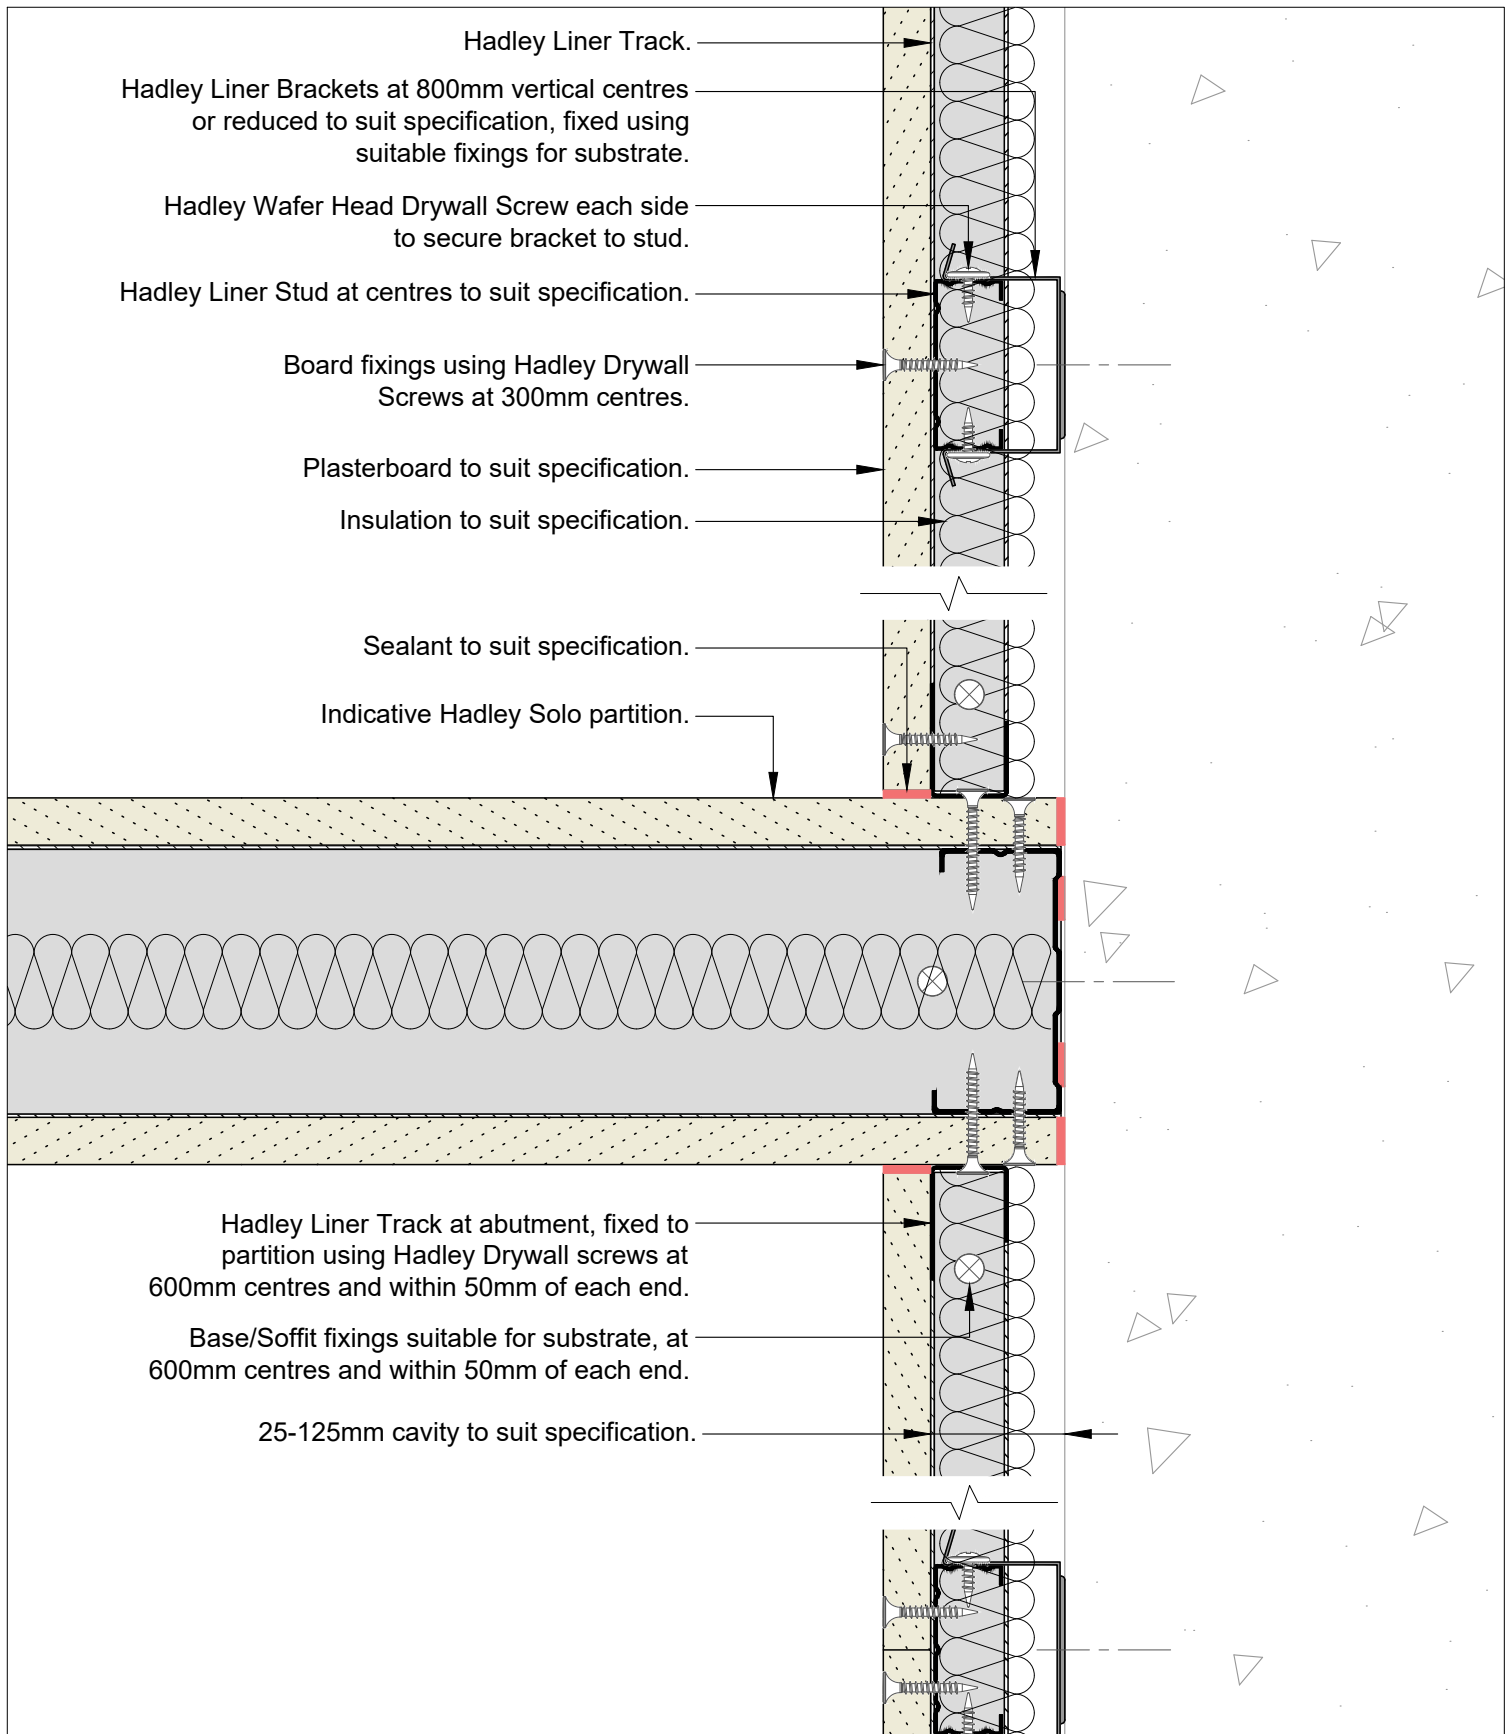 Hadley Liner Track.
Hadley Liner Brackets at 800mm vertical centres
or reduced to suit specification, fixed using
suitable fixings for substrate.
Hadley Wafer Head Drywall Screw each side
to secure bracket to stud.
Hadley Liner Stud at centres to suit specification.
Board fixings using Hadley Drywall
Screws at 300mm centres.
Plasterboard to suit specification.
Insulation to suit specification.
Sealant to suit specification.
Indicative Hadley Solo partition.
Hadley Liner Track at abutment, fixed to
partition using Hadley Drywall screws at
600mm centres and within 50mm of each end.
Base/Soffit fixings suitable for substrate, at
600mm centres and within 50mm of each end.
25-125mm cavity to suit specification.